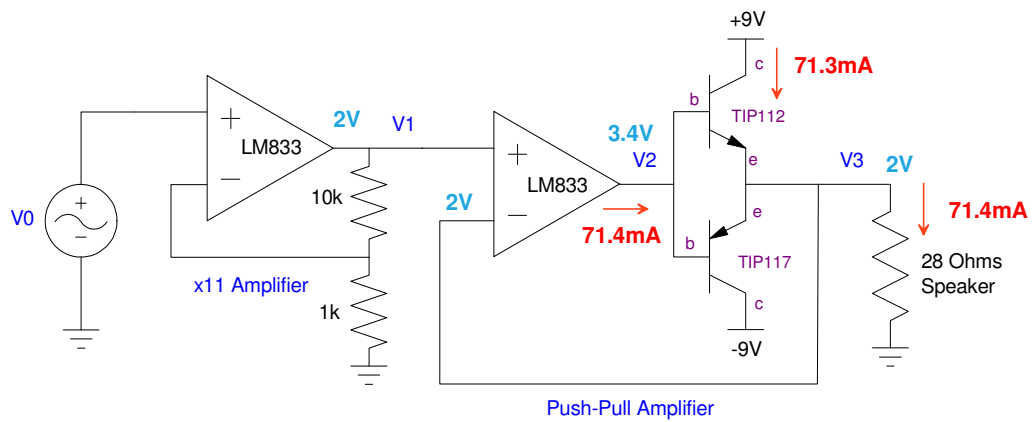 +9V
c
71.3mA
b
TIP112
2V
V1
+
LM833
−
3.4V
V2
+
LM833
−
e
V3
2V
10k
2V
71.4mA
e
71.4mA
V0
+
−
b
TIP117
28 Ohms
Speaker
x11 Amplifier
1k
c
-9V
Push-Pull Amplifier